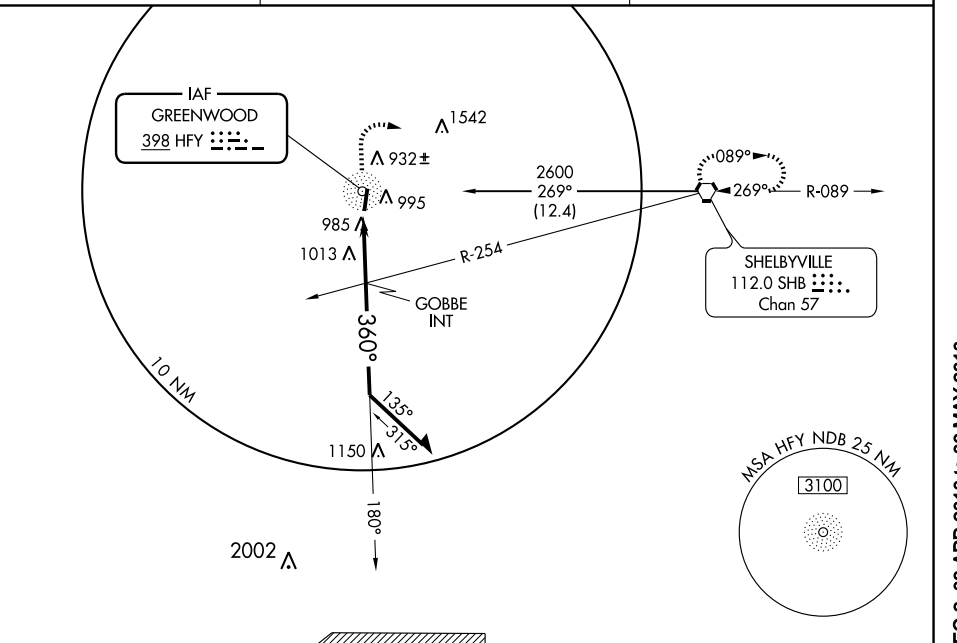 IAF
GREENWOOD
398 HFY
1542
932±
995
985
1013
2600
269°
(12.4)
089°
269°
R-089
R-254
SHELBYVILLE
112.0 SHB
Chan 57
GOBBE
INT
360°
10 NM
135°
315°
1150
180°
2002
MSA HFY NDB 25 NM
3100